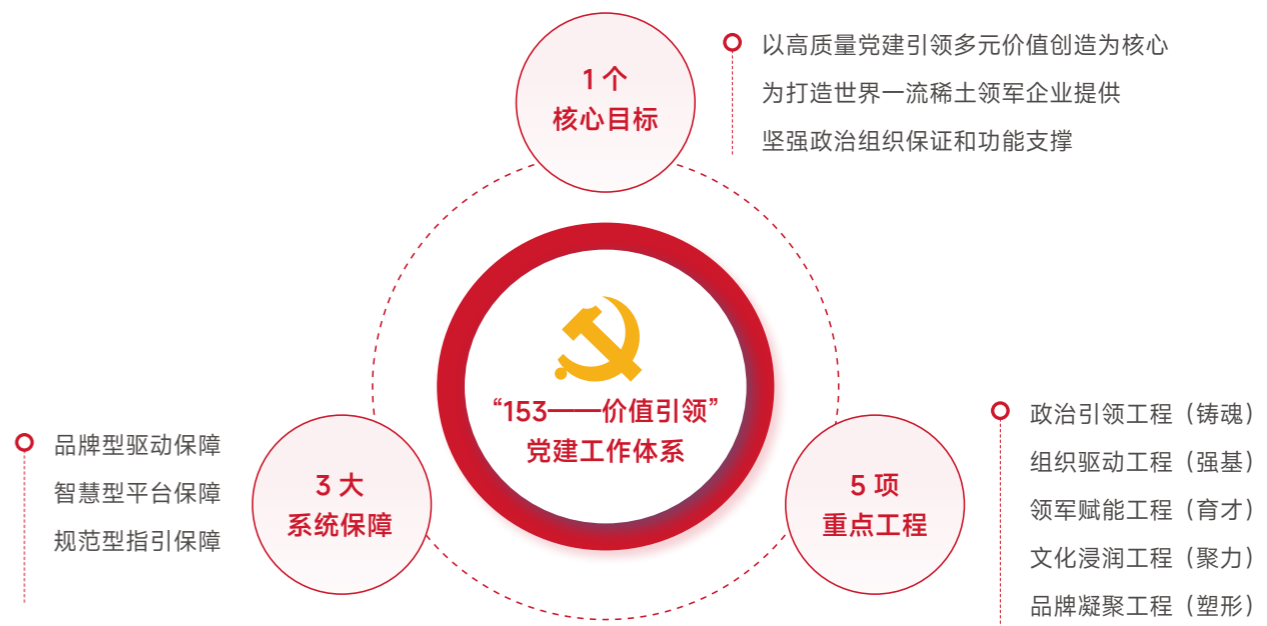 1 个
核心目标
以高质量党建引领多元价值创造为核心
为打造世界一流稀土领军企业提供
坚强政治组织保证和功能支撑
“153——价值引领”
党建工作体系
品牌型驱动保障
智慧型平台保障
规范型指引保障
3 大
系统保障
5 项
重点工程
政治引领工程（铸魂）
组织驱动工程（强基）
领军赋能工程（育才）
文化浸润工程（聚力）
品牌凝聚工程（塑形）